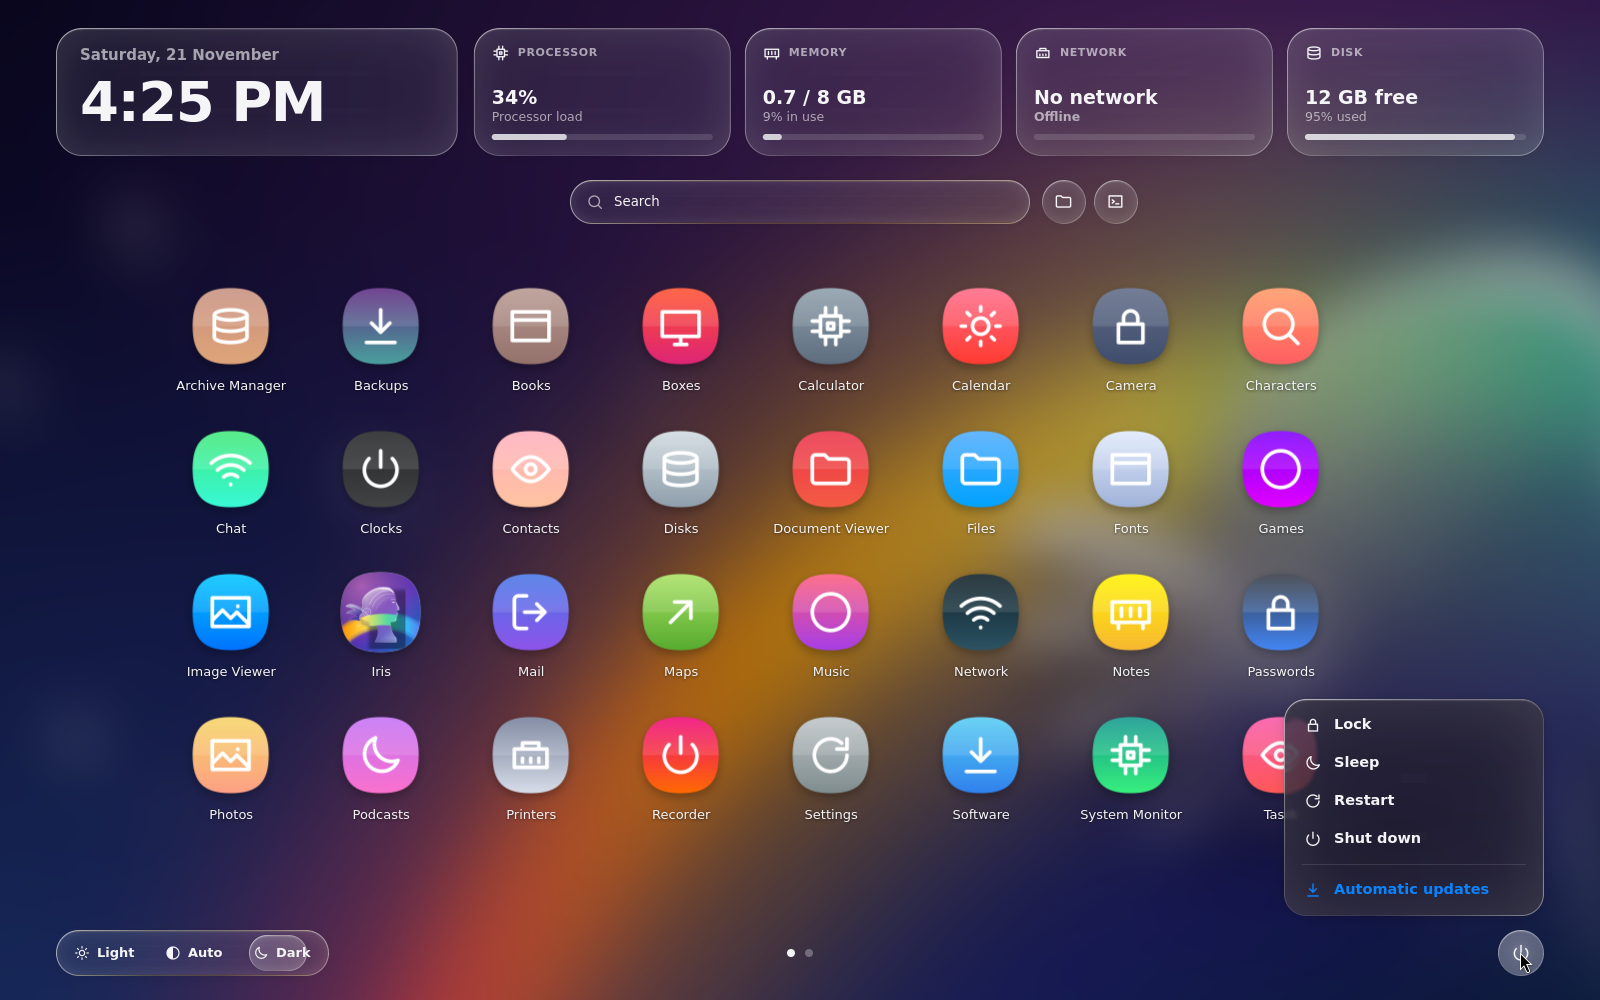 Saturday, 21 November
4:25 PM
PROCESSOR
34%
Processor load
MEMORY
0.7 / 8 GB
9% in use
NETWORK
No network
Offline
DISK
12 GB free
95% used
Search
Archive Manager
Backups
Books
Boxes
Calculator
Calendar
Camera
Characters
Chat
Clocks
Contacts
Disks
Document Viewer
Files
Fonts
Games
Image Viewer
Iris
Mail
Maps
Music
Network
Notes
Passwords
Photos
Podcasts
Printers
Recorder
Settings
Software
System Monitor
Lock
Sleep
Restart
Shut down
Automatic updates
Light
Auto
Dark